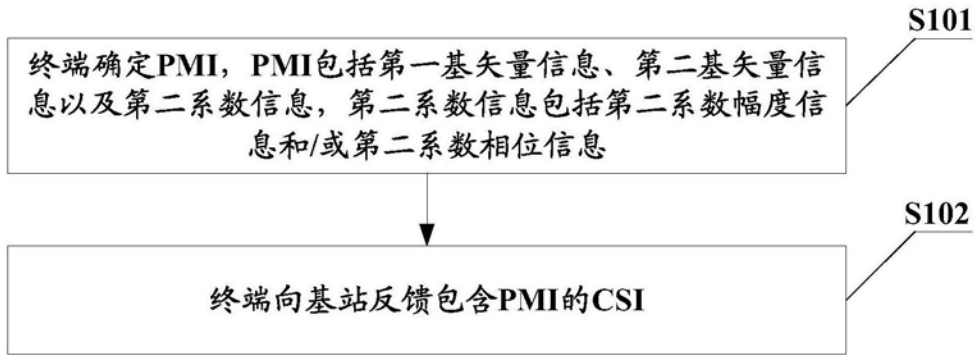 S101
终端确定PMI，PMI包括第一基矢量信息、第二基矢量信
息以及第二系数信息，第二系数信息包括第二系数幅度信
息和/或第二系数相位信息
S102
终端向基站反馈包含PMI的CSI